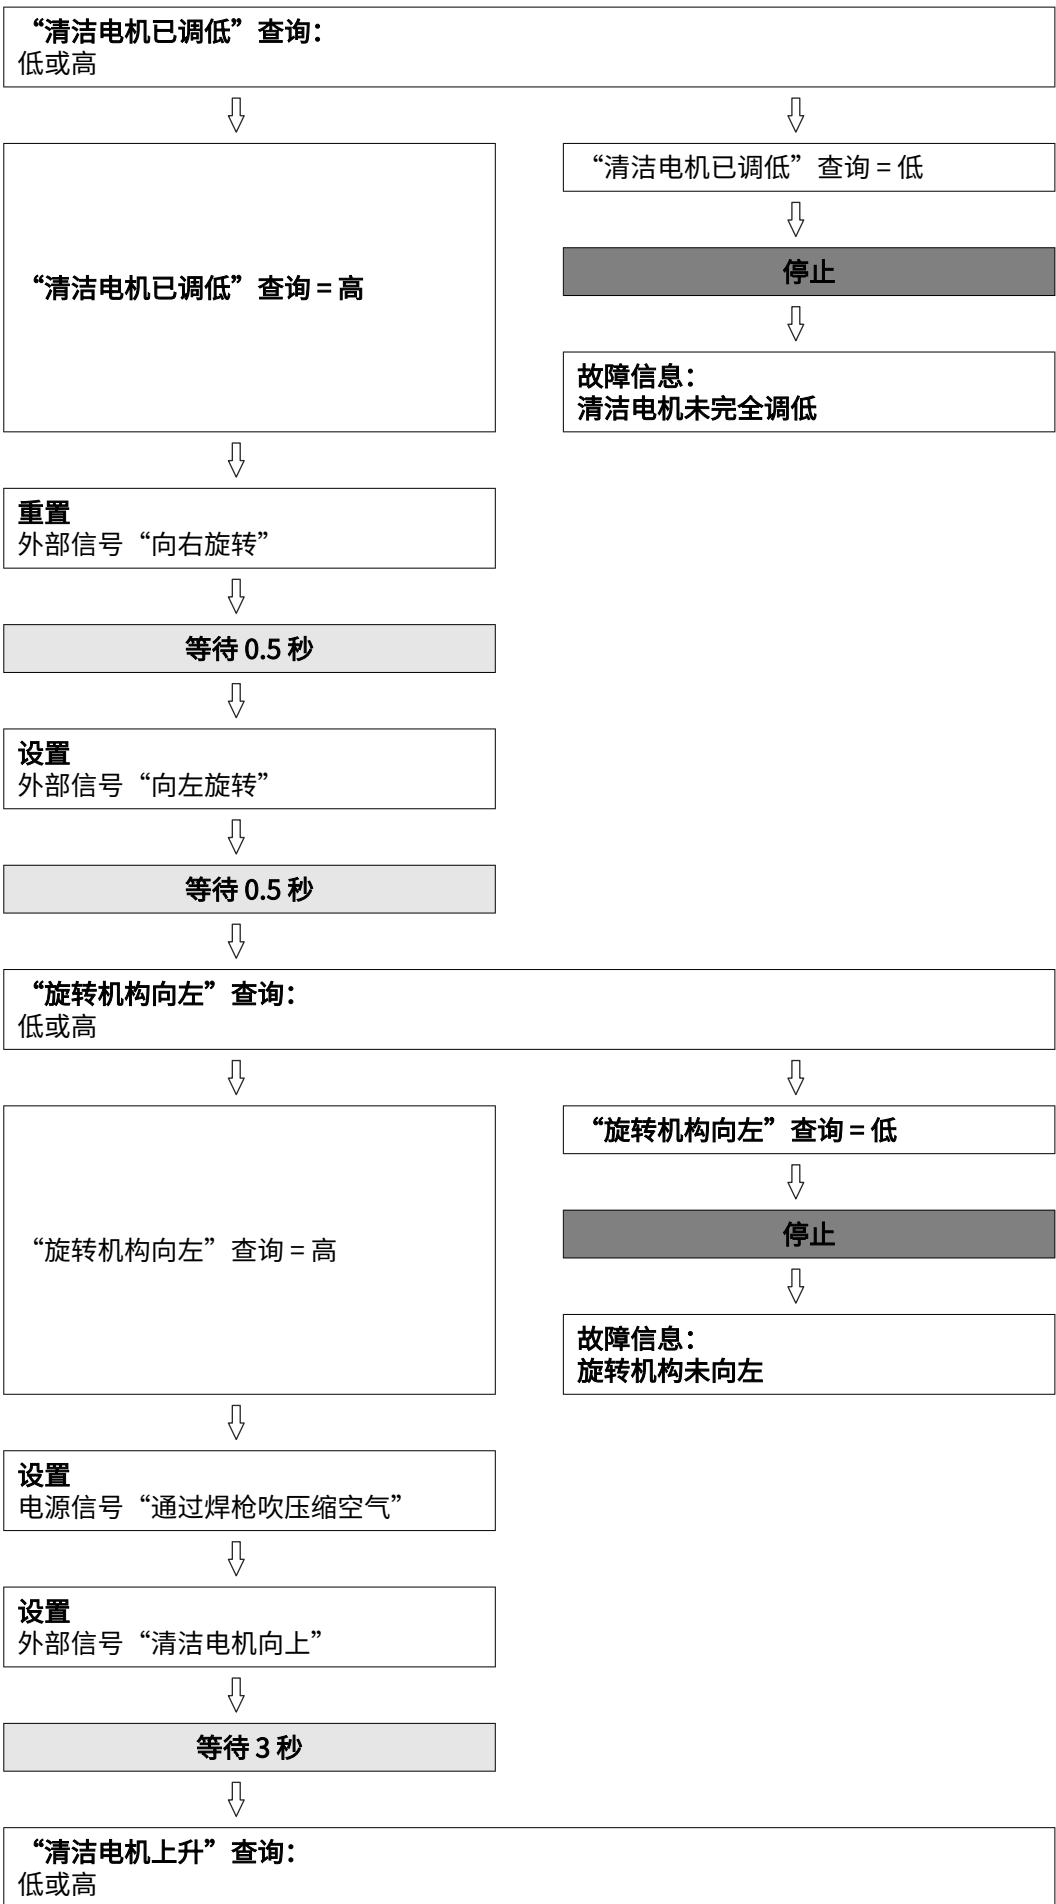 “清洁电机已调低”查询：
低或高
“清洁电机已调低”查询 = 高
“清洁电机已调低”查询 = 低
停止
故障信息：
清洁电机未完全调低
重置
外部信号“向右旋转”
等待 0.5 秒
设置
外部信号“向左旋转”
等待 0.5 秒
“旋转机构向左”查询：
低或高
“旋转机构向左”查询 = 高
“旋转机构向左”查询 = 低
停止
故障信息：
旋转机构未向左
设置
电源信号“通过焊枪吹压缩空气”
设置
外部信号“清洁电机向上”
等待 3 秒
“清洁电机上升”查询：
低或高